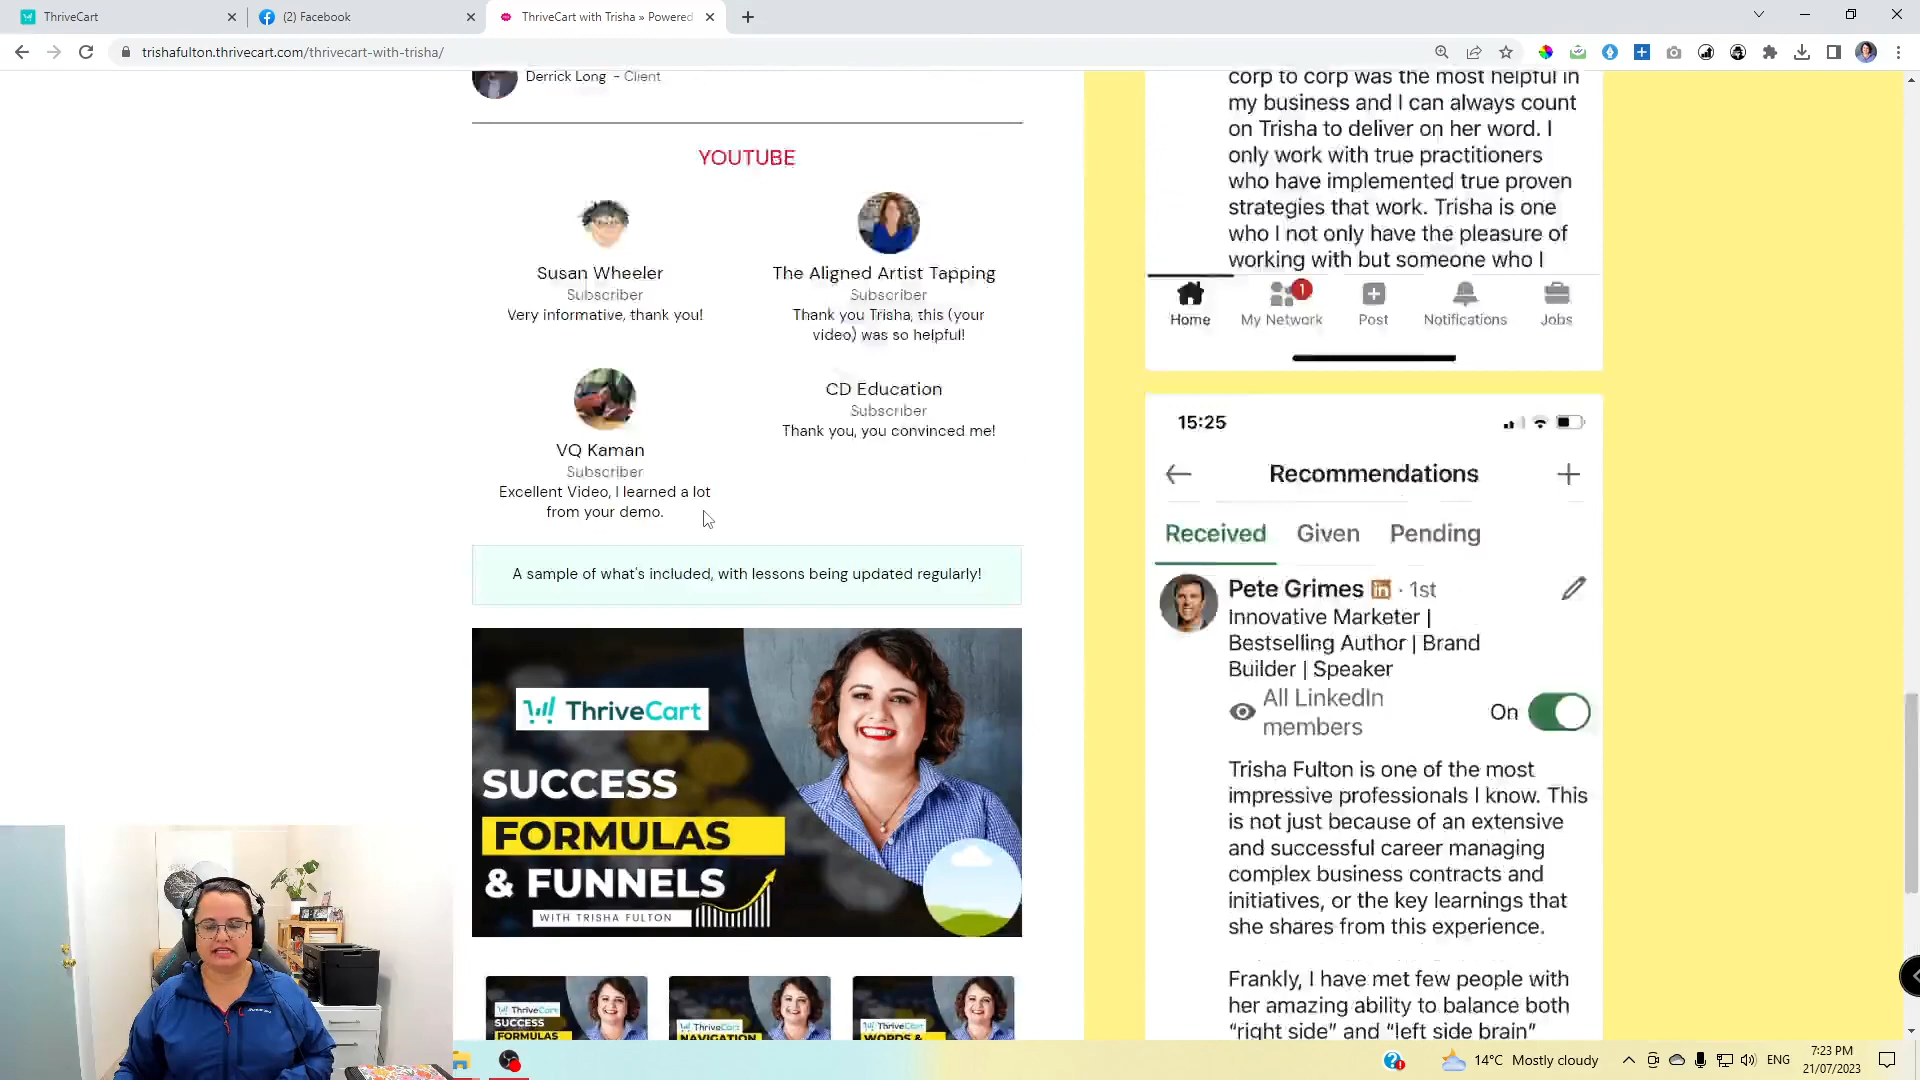 ThriveCart
(2) Facebook
ThriveCart with Trisha » Powered
trishafulton.thrivecart.com/thrivecart-with-trisha/
Derrick Long - Client
YOUTUBE
Susan Wheeler
Subscriber
Very informative, thank you!
The Aligned Artist Tapping
Subscriber
Thank you Trisha, this (your
video) was so helpful!
VQ Kaman
Subscriber
Excellent Video, I learned a lot
from your demo.
CD Education
Subscriber
Thank you, you convinced me!
A sample of what's included, with lessons being updated regularly!
ThriveCart
SUCCESS
FORMULAS
& FUNNELS
WITH TRISHA FULTON
ThriveCart
SUCCESS
FORMULAS
ThriveCart
NAVIGATION
ThriveCart
WORDS &
corp to corp was the most helpful in
my business and I can always count
on Trisha to deliver on her word. I
only work with true practitioners
who have implemented true proven
strategies that work. Trisha is one
who I not only have the pleasure of
working with but someone who I
1
Home
My Network
Post
Notifications
Jobs
15:25
Recommendations
Received
Given
Pending
Pete Grimes in · 1st
Innovative Marketer |
Bestselling Author | Brand
Builder | Speaker
All LinkedIn
members
On
Trisha Fulton is one of the most
impressive professionals I know. This
is not just because of an extensive
and successful career managing
complex business contracts and
initiatives, or the key learnings that
she shares from this experience.
Frankly, I have met few people with
her amazing ability to balance both
"right side" and "left side brain"
14°C Mostly cloudy
ENG
7:23 PM
21/07/2023